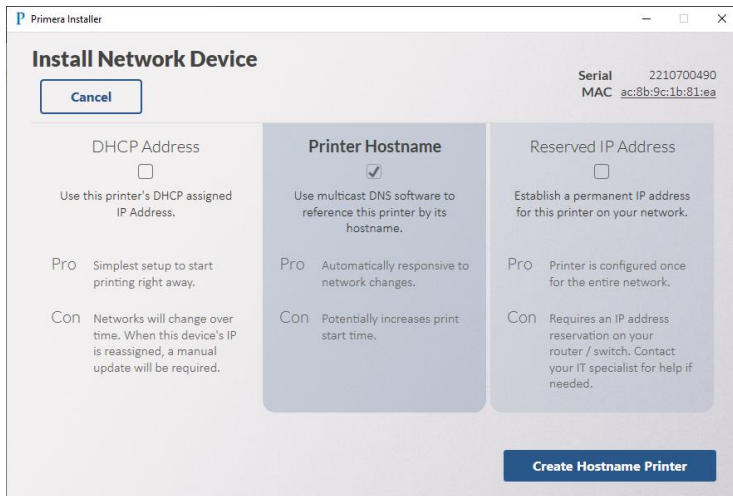 P Primera Installer
Install Network Device
Cancel
Serial 2210700490
MAC ac:8b:9c:1b:81:ea
DHCP Address
Use this printer's DHCP assigned
IP Address.
Pro Simplest setup to start
printing right away.
Con Networks will change over
time. When this device's IP
is reassigned, a manual
update will be required.
Printer Hostname
Use multicast DNS software to
reference this printer by its
hostname.
Pro Automatically responsive to
network changes.
Con Potentially increases print
start time.
Reserved IP Address
Establish a permanent IP address
for this printer on your network.
Pro Printer is configured once
for the entire network.
Con Requires an IP address
reservation on your
router / switch. Contact
your IT specialist for help if
needed.
Create Hostname Printer